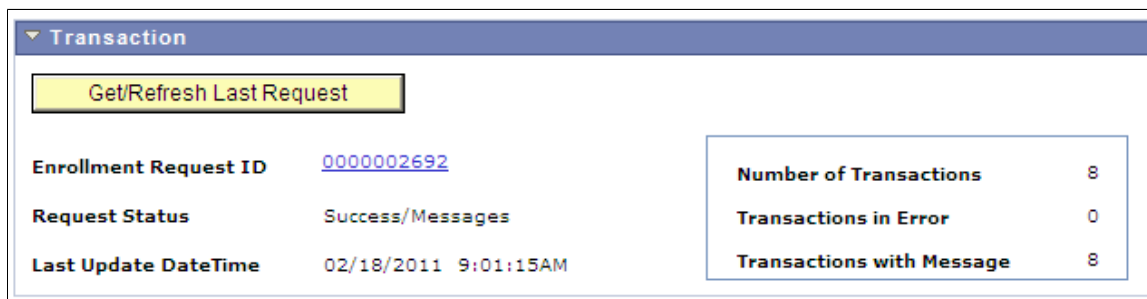 Transaction
Get/Refresh Last Request
Enrollment Request ID 0000002692
Request Status Success/Messages
Last Update DateTime 02/18/2011 9:01:15AM
Number of Transactions 8
Transactions in Error 0
Transactions with Message 8